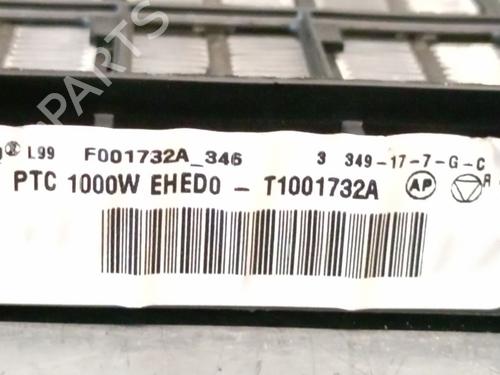 L99 F001732A_346 3 349-17-7-G-C
PTC 1000W EHED0 - T1001732A AP R
PARTS